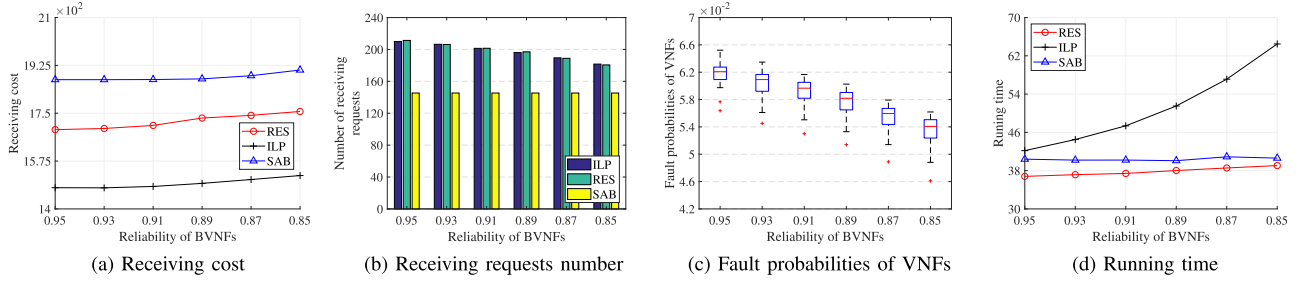 ×10²
21
19.25
17.5
15.75
14
Receiving cost
RES
ILP
SAB
0.95 0.93 0.91 0.89 0.87 0.85
Reliability of BVNFs
(a) Receiving cost
240
200
160
120
80
40
0
Number of receiving
requests
ILP
RES
SAB
0.95 0.93 0.91 0.89 0.87 0.85
Reliability of BVNFs
(b) Receiving requests number
×10⁻²
7
6.6
6.2
5.8
5.4
5
4.6
4.2
Fault probabilities of VNFs
0.95 0.93 0.91 0.89 0.87 0.85
Reliability of BVNFs
(c) Fault probabilities of VNFs
70
62
54
46
38
30
Runing time
RES
ILP
SAB
0.95 0.93 0.91 0.89 0.87 0.85
Reliability of BVNFs
(d) Running time